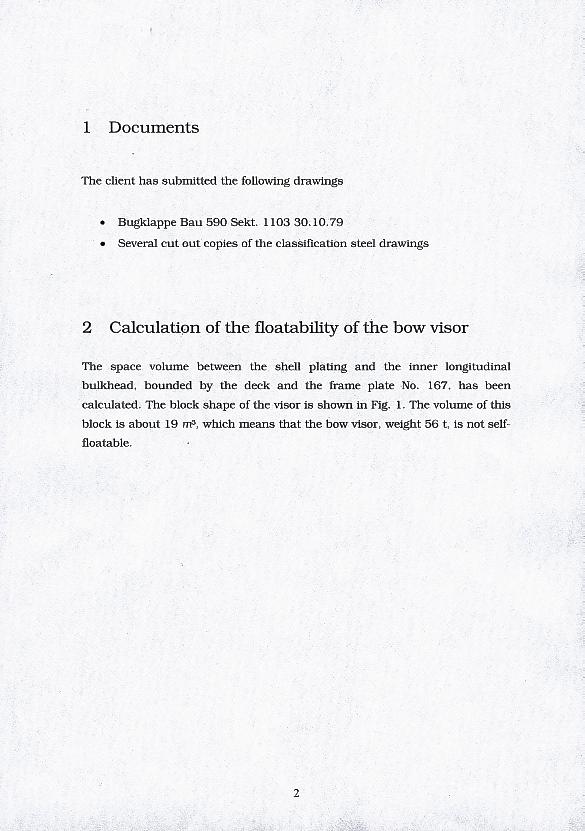 1 Documents
The client has submitted the following drawings
• Bugklappe Bau 590 Sekt. 1103 30.10.79
• Several cut out copies of the classification steel drawings
2 Calculation of the floatability of the bow visor
The space volume between the shell plating and the inner longitudinal
bulkhead, bounded by the deck and the frame plate No. 167, has been
calculated. The block shape of the visor is shown in Fig. 1. The volume of this
block is about 19 m³, which means that the bow visor, weight 56 t, is not self-
floatable.
2